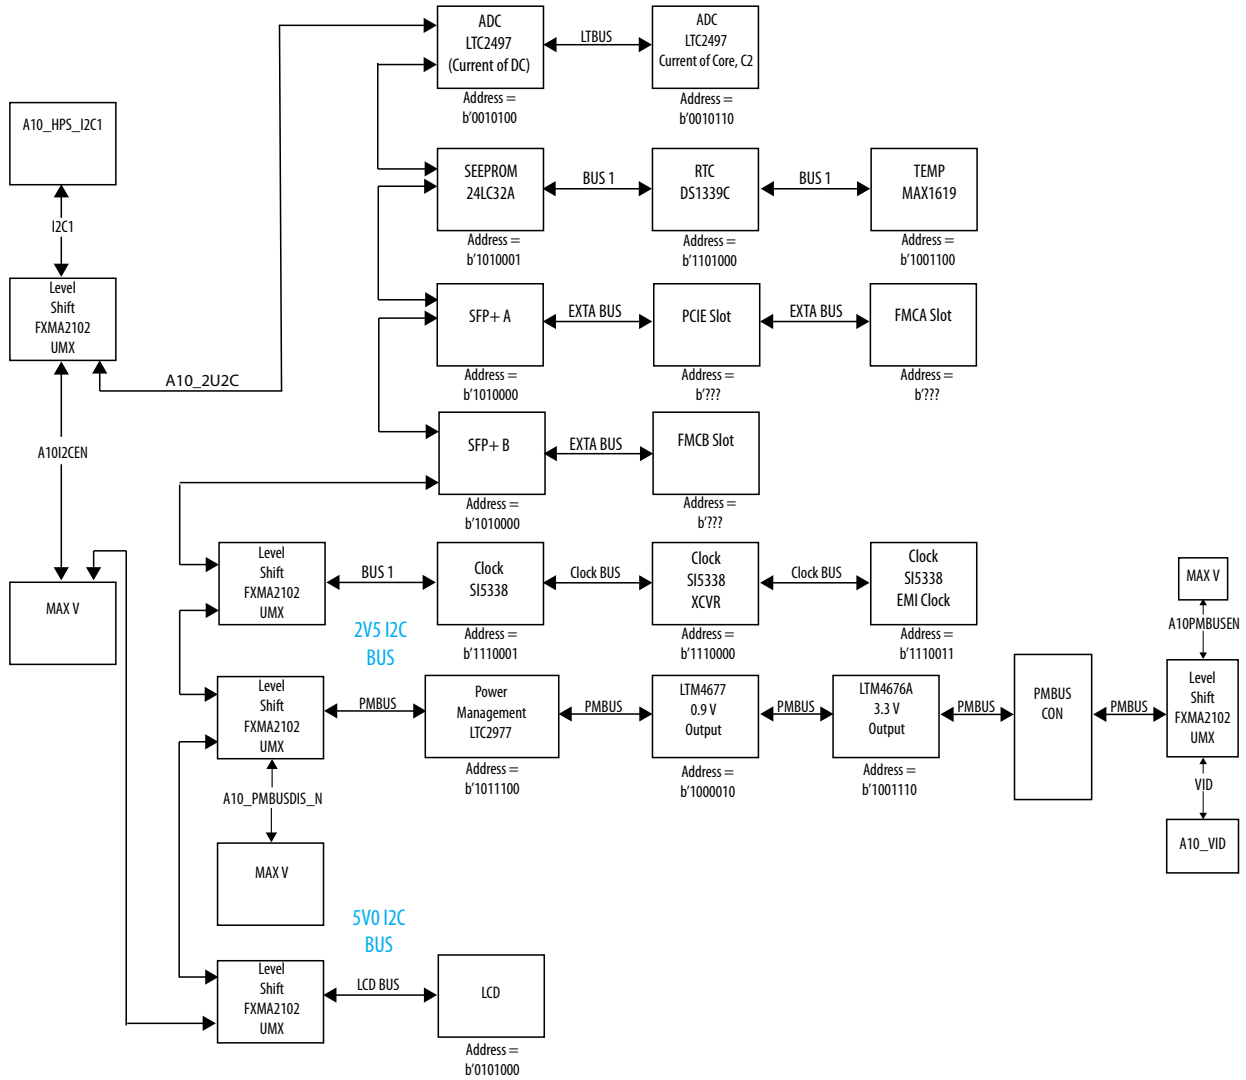 ADC
LTC2497
(Current of DC)
Address =
b'0010100
LTBUS
ADC
LTC2497
Current of Core, C2
Address =
b'0010110
A10_HPS_I2C1
I2C1
Level
Shift
FXMA2102
UMX
A10_2U2C
A10I2CEN
MAX V
SEEPROM
24LC32A
Address =
b'1010001
BUS 1
RTC
DS1339C
Address =
b'1101000
BUS 1
TEMP
MAX1619
Address =
b'1001100
SFP+ A
Address =
b'1010000
EXTA BUS
PCIE Slot
Address =
b'???
EXTA BUS
FMCA Slot
Address =
b'???
SFP+ B
Address =
b'1010000
EXTA BUS
FMCB Slot
Address =
b'???
Level
Shift
FXMA2102
UMX
BUS 1
Clock
SI5338
Address =
b'1110001
Clock BUS
Clock
SI5338
XCVR
Address =
b'1110000
Clock BUS
Clock
SI5338
EMI Clock
Address =
b'1110011
2V5 I2C
BUS
Level
Shift
FXMA2102
UMX
PMBUS
Power
Management
LTC2977
Address =
b'1011100
PMBUS
LTM4677
0.9 V
Output
Address =
b'1000010
PMBUS
LTM4676A
3.3 V
Output
Address =
b'1001110
PMBUS
PMBUS
CON
PMBUS
MAX V
A10PMBUSEN
Level
Shift
FXMA2102
UMX
VID
A10_VID
A10_PMBUSDIS_N
MAX V
5V0 I2C
BUS
Level
Shift
FXMA2102
UMX
LCD BUS
LCD
Address =
b'0101000